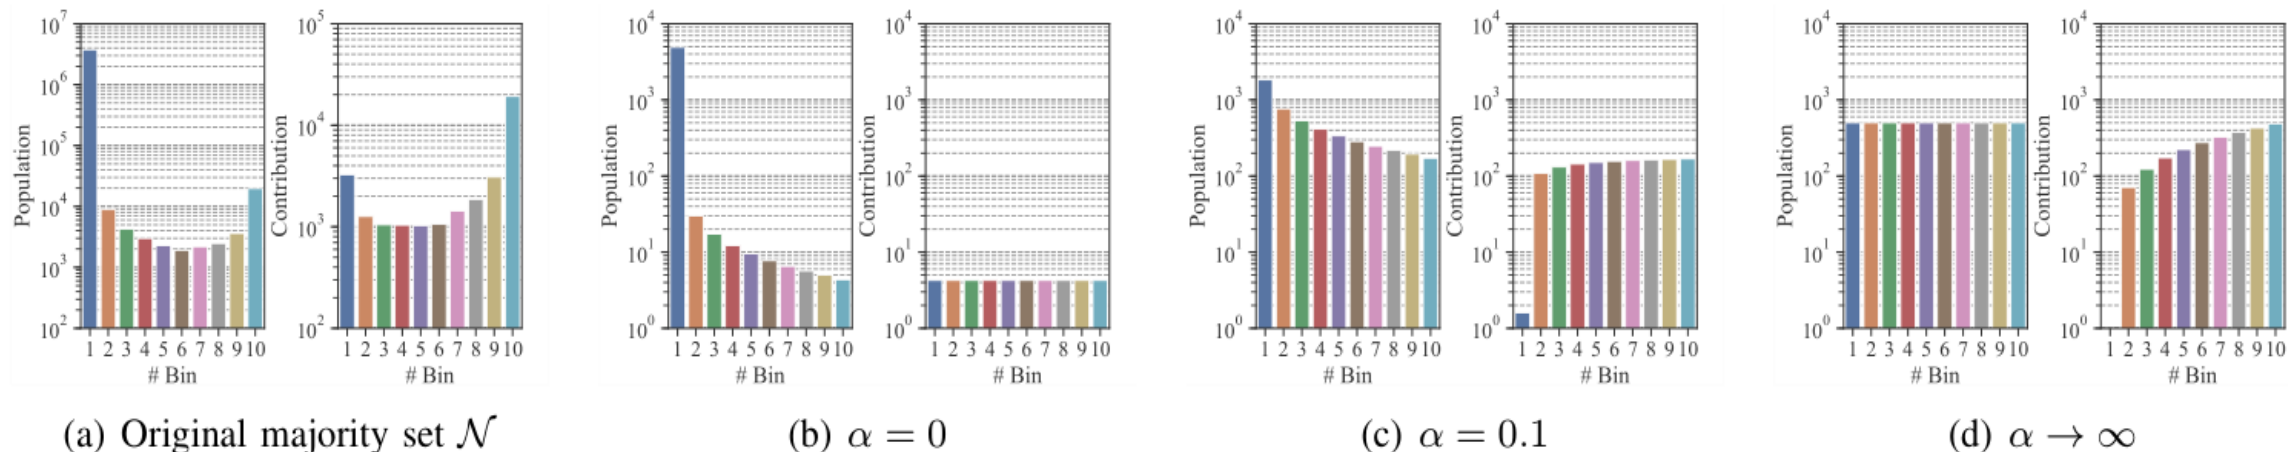 10^7
10^6
10^5
10^4
10^3
10^2
Population
1 2 3 4 5 6 7 8 9 10
# Bin
10^5
10^4
10^3
10^2
Contribution
1 2 3 4 5 6 7 8 9 10
# Bin
(a) Original majority set 𝒩
10^4
10^3
10^2
10^1
10^0
Population
1 2 3 4 5 6 7 8 9 10
# Bin
10^4
10^3
10^2
10^1
10^0
Contribution
1 2 3 4 5 6 7 8 9 10
# Bin
(b) α = 0
10^4
10^3
10^2
10^1
10^0
Population
1 2 3 4 5 6 7 8 9 10
# Bin
10^4
10^3
10^2
10^1
10^0
Contribution
1 2 3 4 5 6 7 8 9 10
# Bin
(c) α = 0.1
10^4
10^3
10^2
10^1
10^0
Population
1 2 3 4 5 6 7 8 9 10
# Bin
10^4
10^3
10^2
10^1
10^0
Contribution
1 2 3 4 5 6 7 8 9 10
# Bin
(d) α → ∞